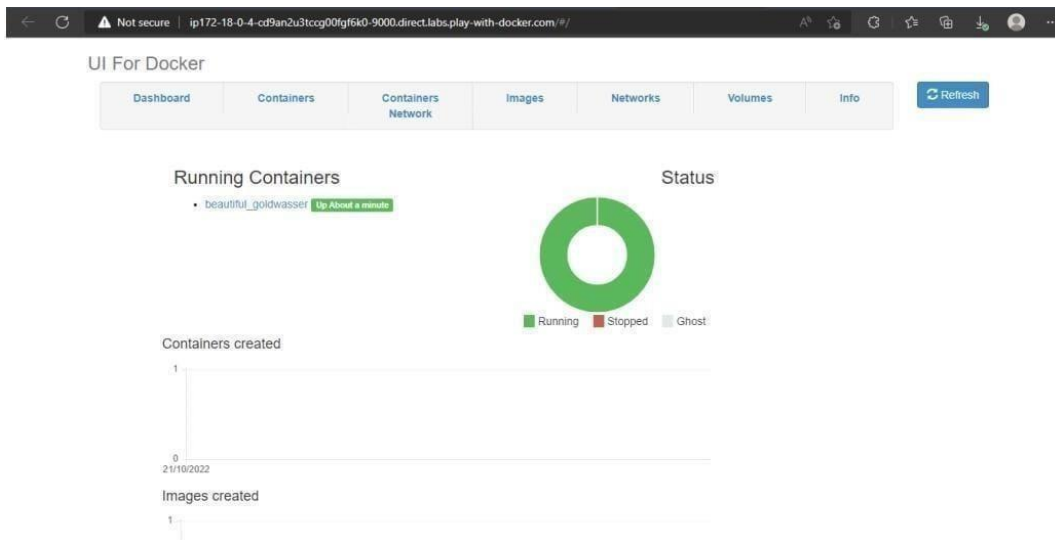 Not secure
ip172-18-0-4-cd9an2u3tccg00fgf6k0-9000.direct.labs.play-with-docker.com/#/
UI For Docker
Dashboard
Containers
Containers
Network
Images
Networks
Volumes
Info
Refresh
Running Containers
beautiful_goldwasser Up About a minute
Status
Running Stopped Ghost
Containers created
1
0
21/10/2022
Images created
1